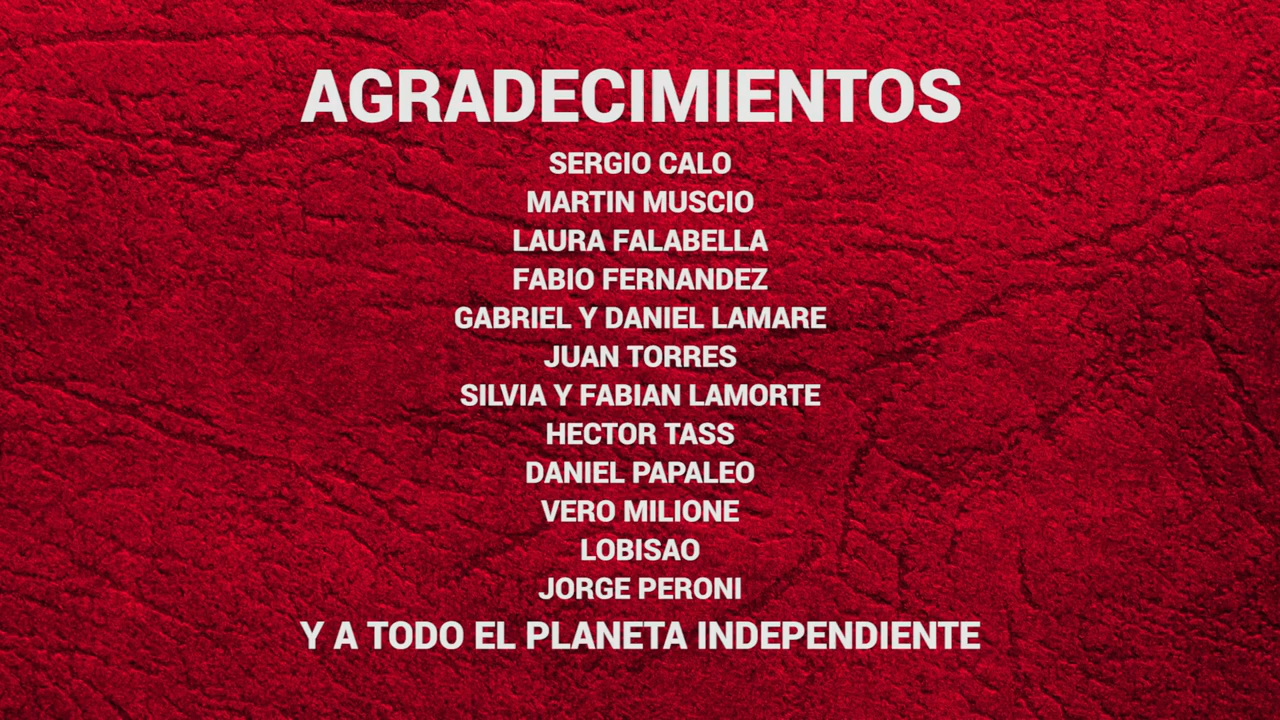 AGRADECIMIENTOS
SERGIO CALO
MARTIN MUSCIO
LAURA FALABELLA
FABIO FERNANDEZ
GABRIEL Y DANIEL LAMARE
JUAN TORRES
SILVIA Y FABIAN LAMORTE
HECTOR TASS
DANIEL PAPALEO
VERO MILIONE
LOBISAO
JORGE PERONI
Y A TODO EL PLANETA INDEPENDIENTE